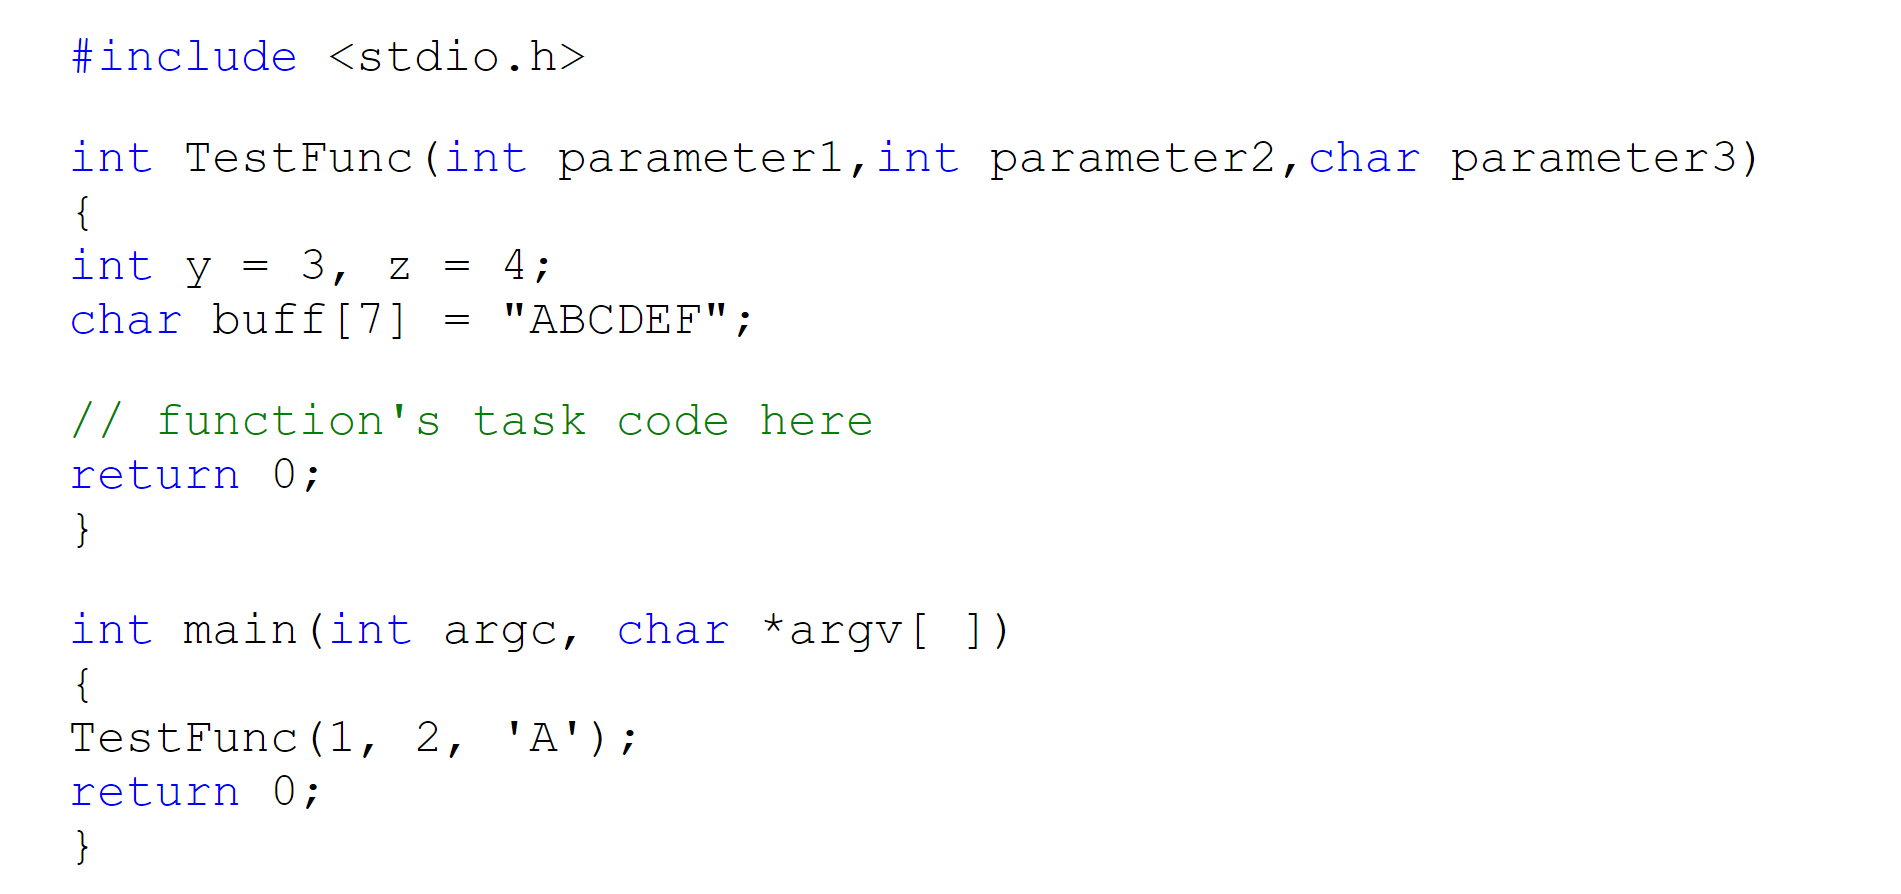 #include <stdio.h>
int TestFunc(int parameter1,int parameter2,char parameter3)
{
int y = 3, z = 4;
char buff[7] = "ABCDEF";
// function's task code here
return 0;
}
int main(int argc, char *argv[ ])
{
TestFunc(1, 2, 'A');
return 0;
}